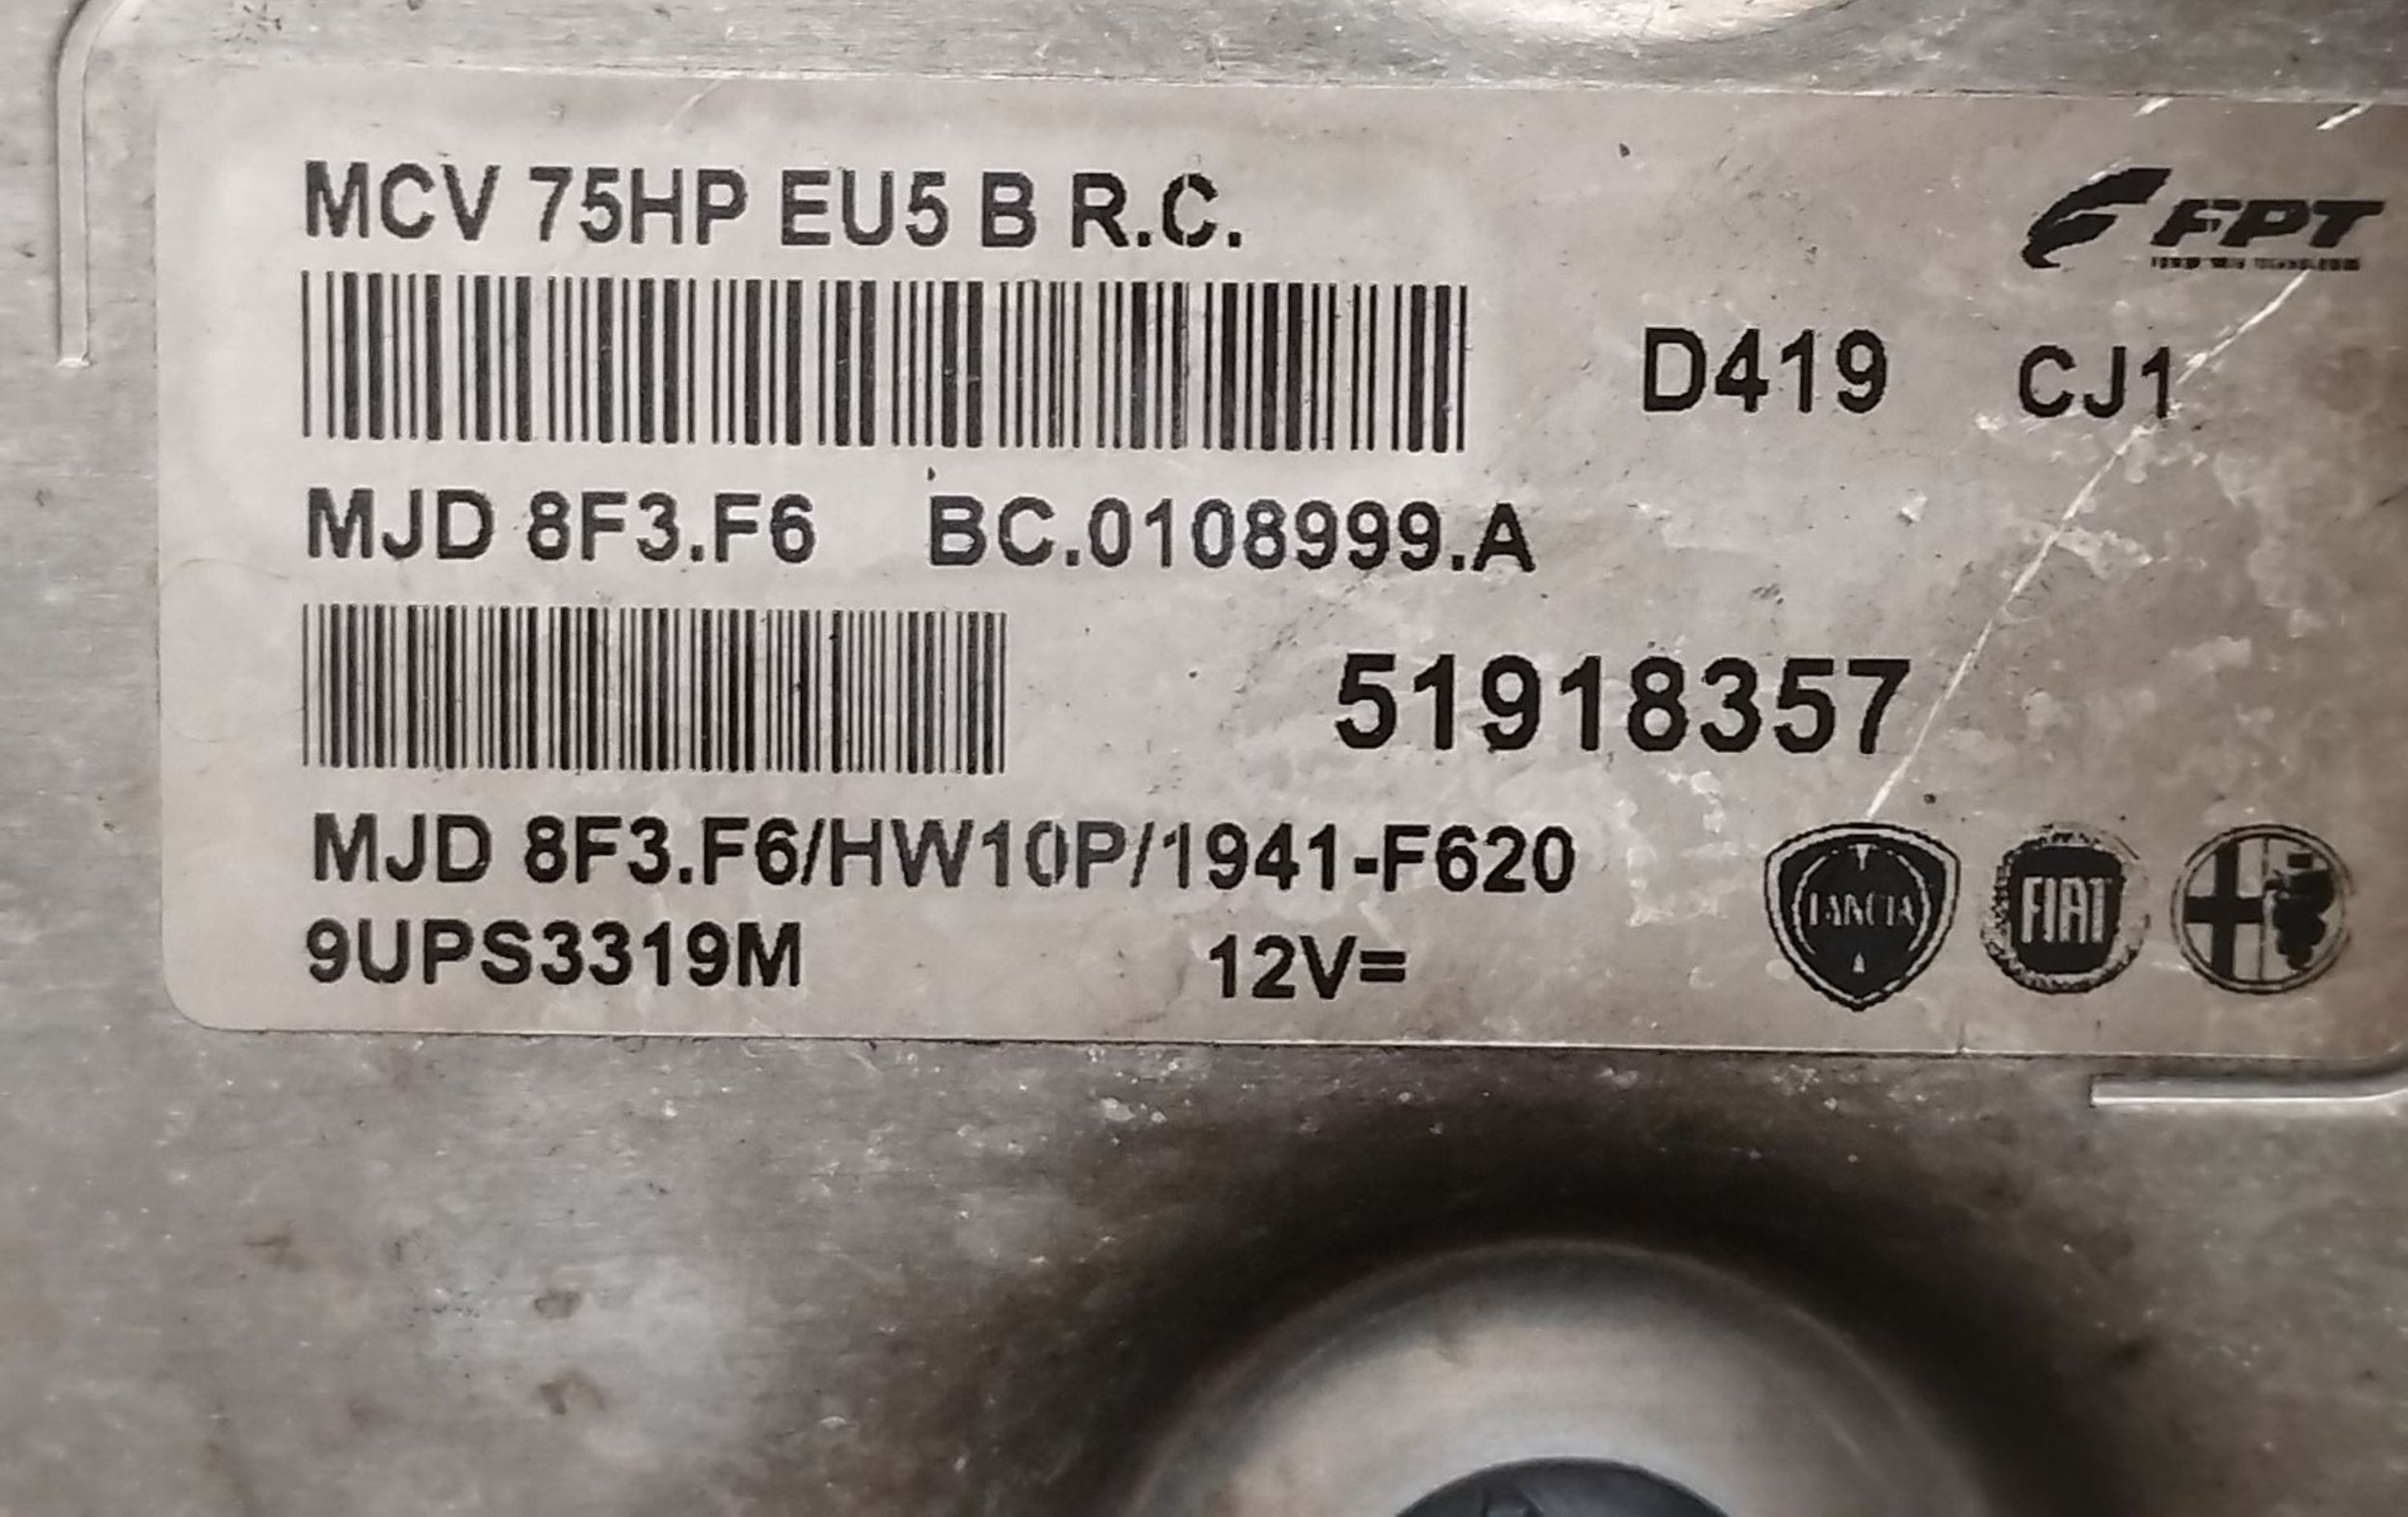 MCV 75HP EU5 B R.C.
FPT
D419 CJ1
MJD 8F3.F6 BC.0108999.A
51918357
MJD 8F3.F6/HW10P/1941-F620
9UPS3319M 12V=
LANCIA FIAT